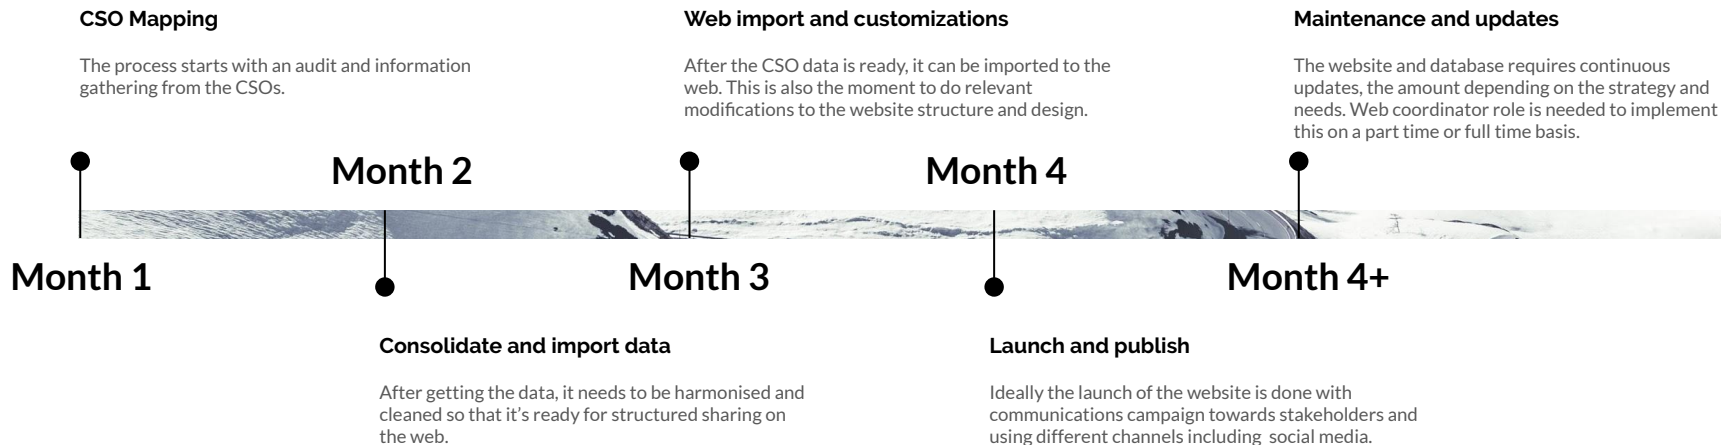 CSO Mapping
The process starts with an audit and information
gathering from the CSOs.
Month 1
Month 2
Consolidate and import data
After getting the data, it needs to be harmonised and
cleaned so that it’s ready for structured sharing on
the web.
Web import and customizations
After the CSO data is ready, it can be imported to the
web. This is also the moment to do relevant
modifications to the website structure and design.
Month 3
Month 4
Launch and publish
Ideally the launch of the website is done with
communications campaign towards stakeholders and
using different channels including social media.
Maintenance and updates
The website and database requires continuous
updates, the amount depending on the strategy and
needs. Web coordinator role is needed to implement
this on a part time or full time basis.
Month 4+